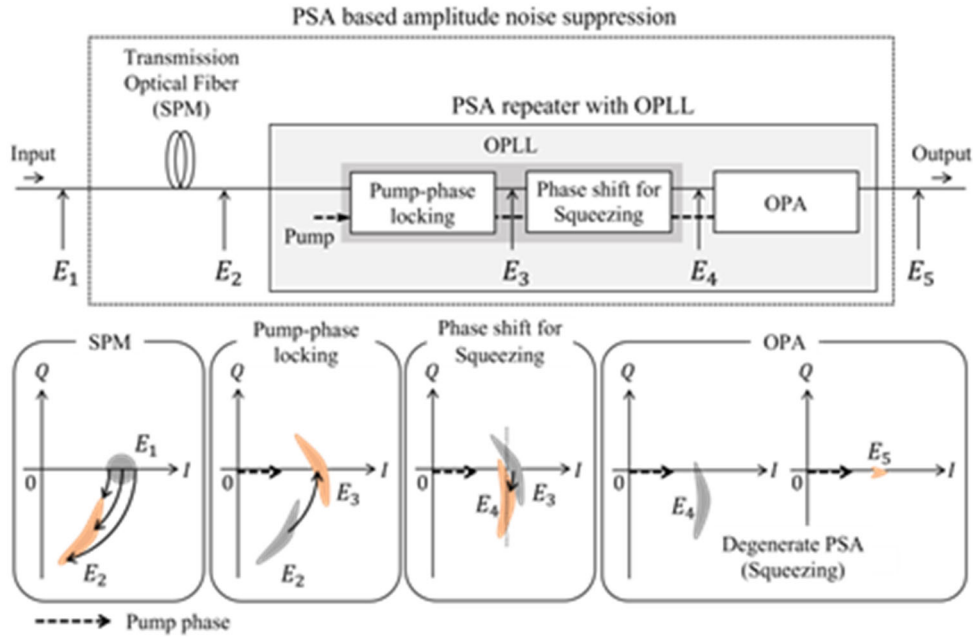 PSA based amplitude noise suppression
Transmission
Optical Fiber
(SPM)
PSA repeater with OPLL
OPLL
Input
Output
Pump-phase
locking
Phase shift for
Squeezing
OPA
Pump
E₁
E₂
E₃
E₄
E₅
SPM
Q
E₁
0
I
E₂
Pump-phase
locking
Q
0
I
E₃
E₂
Phase shift for
Squeezing
Q
0
I
E₄
E₃
OPA
Q
0
I
E₄
Q
E₅
0
I
Degenerate PSA
(Squeezing)
Pump phase